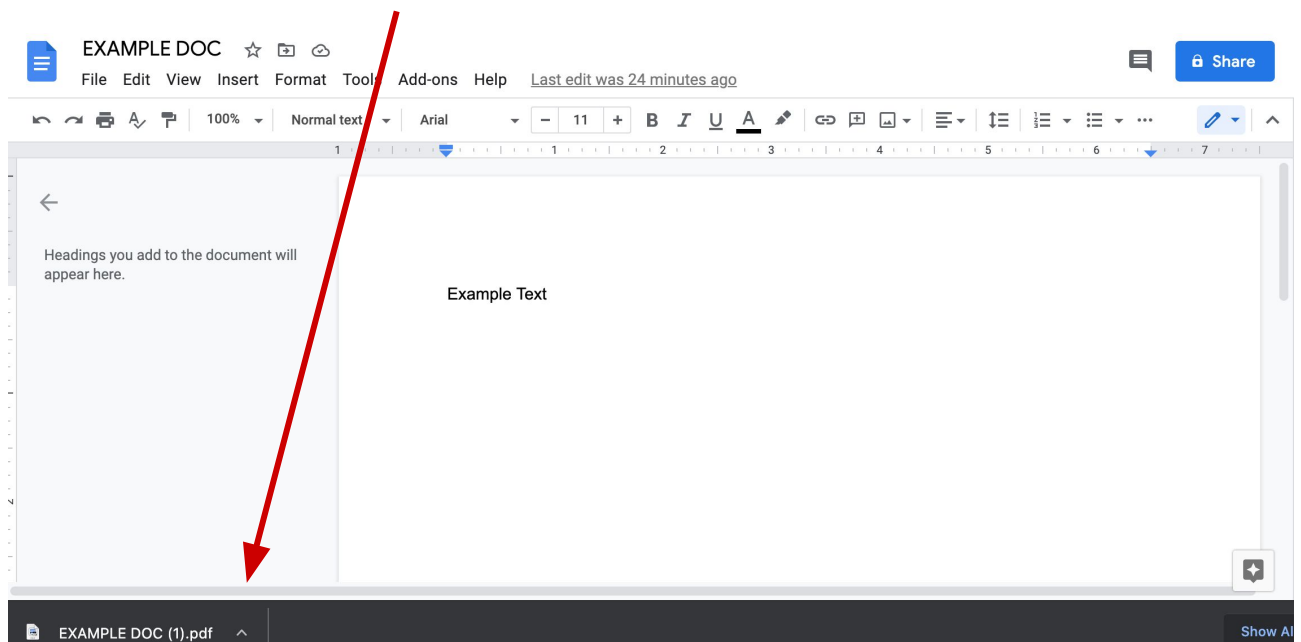 EXAMPLE DOC
File Edit View Insert Format Tools Add-ons Help Last edit was 24 minutes ago
Share
100% Normal text Arial - 11 + B I U A
1 1 2 3 4 5 6 7
Headings you add to the document will
appear here.
Example Text
2
EXAMPLE DOC (1).pdf
Show Al